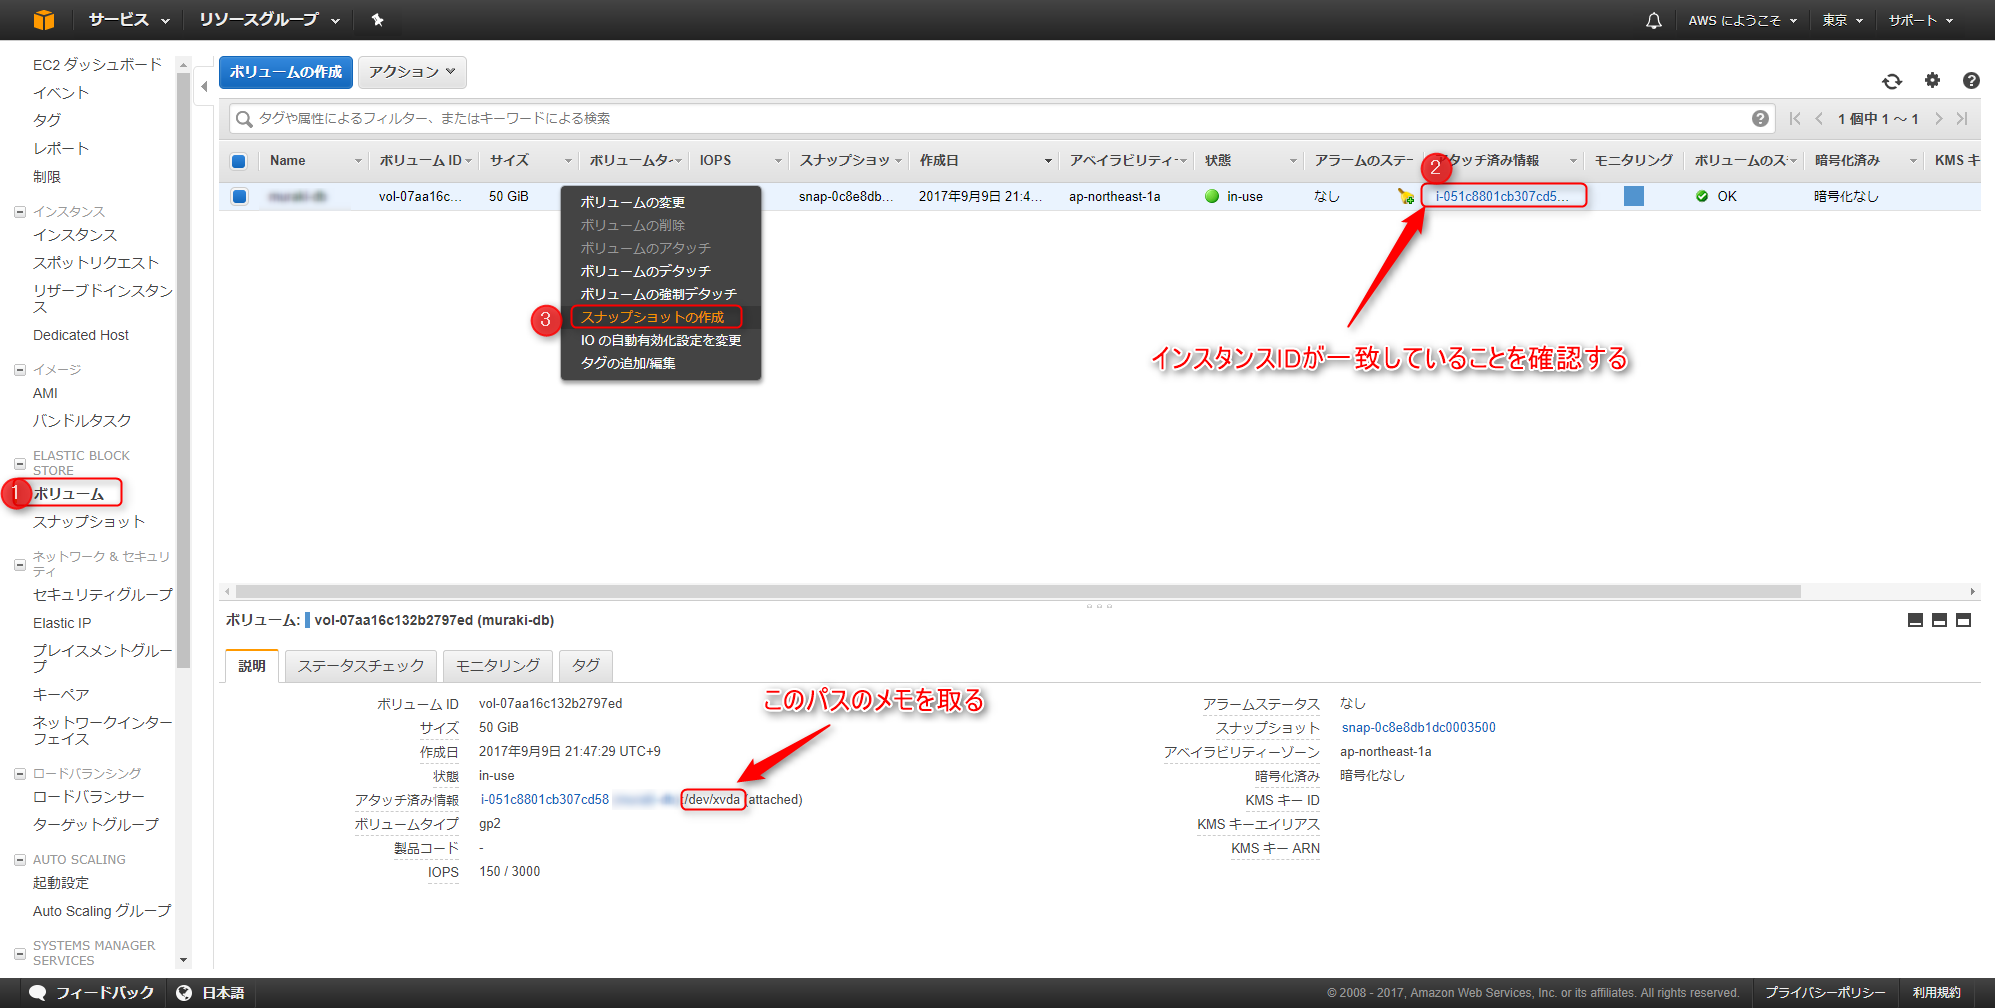 サービス リソースグループ AWS にようこそ 東京 サポート
EC2 ダッシュボード
イベント
タグ
レポート
制限
インスタンス
インスタンス
スポットリクエスト
リザーブドインスタン
ス
Dedicated Host
イメージ
AMI
バンドルタスク
ELASTIC BLOCK
STORE
1 ボリューム
スナップショット
ネットワーク & セキュリ
ティ
セキュリティグループ
Elastic IP
プレイスメントグルー
プ
キーペア
ネットワークインター
フェイス
ロードバランシング
ロードバランサー
ターゲットグループ
AUTO SCALING
起動設定
Auto Scaling グループ
SYSTEMS MANAGER
SERVICES
ボリュームの作成 アクション
タグや属性によるフィルター、またはキーワードによる検索 1 個中 1 ～ 1
Name ボリューム ID サイズ ボリュームタ IOPS スナップショッ 作成日 アベイラビリティー 状態 アラームのステー タッチ済み情報 モニタリング ボリュームのス 暗号化済み KMS キ
2
vol-07aa16c... 50 GiB snap-0c8e8db... 2017年9月9日 21:4... ap-northeast-1a in-use なし i-051c8801cb307cd5... OK 暗号化なし
ボリュームの変更
ボリュームの削除
ボリュームのアタッチ
ボリュームのデタッチ
ボリュームの強制デタッチ
3 スナップショットの作成
IO の自動有効化設定を変更
タグの追加/編集
インスタンスIDが一致していることを確認する
ボリューム: vol-07aa16c132b2797ed (muraki-db)
説明 ステータスチェック モニタリング タグ
このパスのメモを取る
ボリューム ID vol-07aa16c132b2797ed
サイズ 50 GiB
作成日 2017年9月9日 21:47:29 UTC+9
状態 in-use
アタッチ済み情報 i-051c8801cb307cd58 /dev/xvda (attached)
ボリュームタイプ gp2
製品コード -
IOPS 150 / 3000
アラームステータス なし
スナップショット snap-0c8e8db1dc0003500
アベイラビリティーゾーン ap-northeast-1a
暗号化済み 暗号化なし
KMS キー ID
KMS キーエイリアス
KMS キー ARN
フィードバック 日本語 © 2008 - 2017, Amazon Web Services, Inc. or its affiliates. All rights reserved. プライバシーポリシー 利用規約